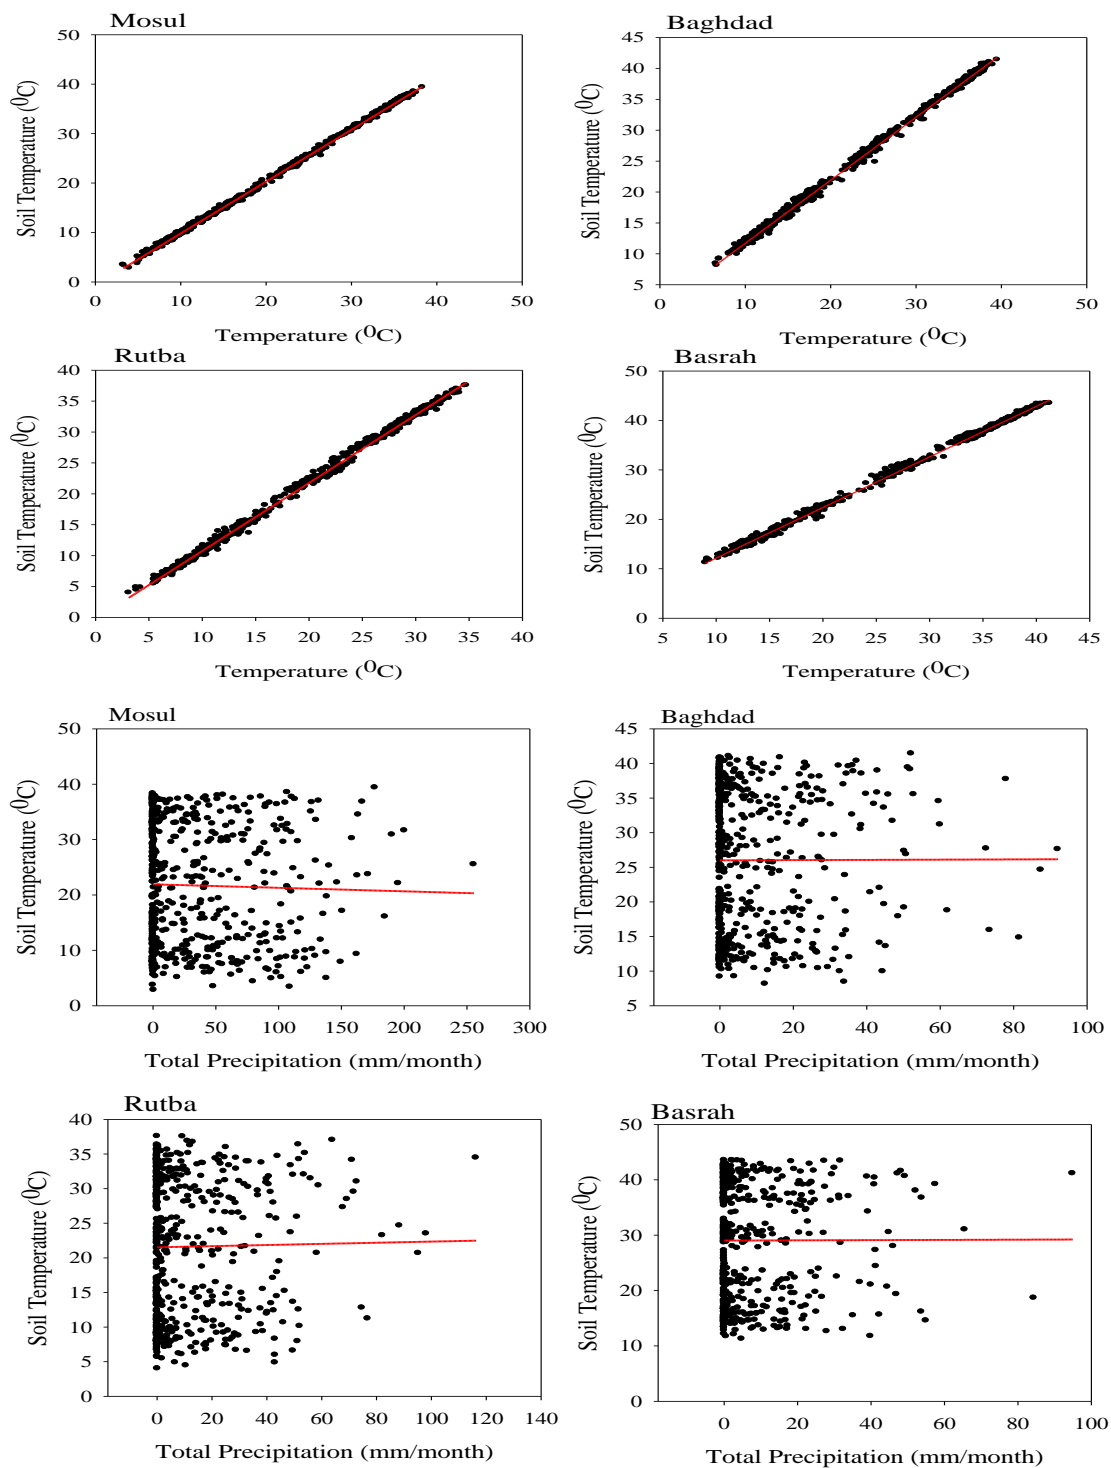 Mosul
50
40
30
20
10
0
Soil Temperature (⁰C)
0 10 20 30 40 50
Temperature (⁰C)
Baghdad
45
40
35
30
25
20
15
10
5
Soil Temperature (⁰C)
0 10 20 30 40 50
Temperature (⁰C)
Rutba
40
35
30
25
20
15
10
5
0
Soil Temperature (⁰C)
0 5 10 15 20 25 30 35 40
Temperature (⁰C)
Basrah
50
40
30
20
10
0
Soil Temperature (⁰C)
5 10 15 20 25 30 35 40 45
Temperature (⁰C)
Mosul
50
40
30
20
10
0
Soil Temperature (⁰C)
0 50 100 150 200 250 300
Total Precipitation (mm/month)
Baghdad
45
40
35
30
25
20
15
10
5
Soil Temperature (⁰C)
0 20 40 60 80 100
Total Precipitation (mm/month)
Rutba
40
35
30
25
20
15
10
5
0
Soil Temperature (⁰C)
0 20 40 60 80 100 120 140
Total Precipitation (mm/month)
Basrah
50
40
30
20
10
0
Soil Temperature (⁰C)
0 20 40 60 80 100
Total Precipitation (mm/month)